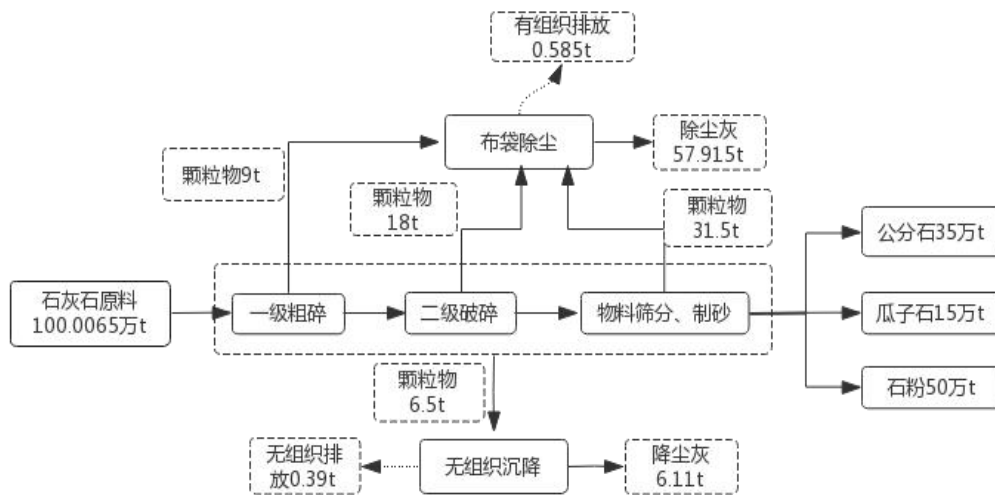 有组织排放
0.585t
布袋除尘
除尘灰
57.915t
颗粒物9t
颗粒物
18t
颗粒物
31.5t
公分石35万t
石灰石原料
100.0065万t
一级粗碎
二级破碎
物料筛分、制砂
瓜子石15万t
颗粒物
6.5t
石粉50万t
无组织排
放0.39t
无组织沉降
降尘灰
6.11t